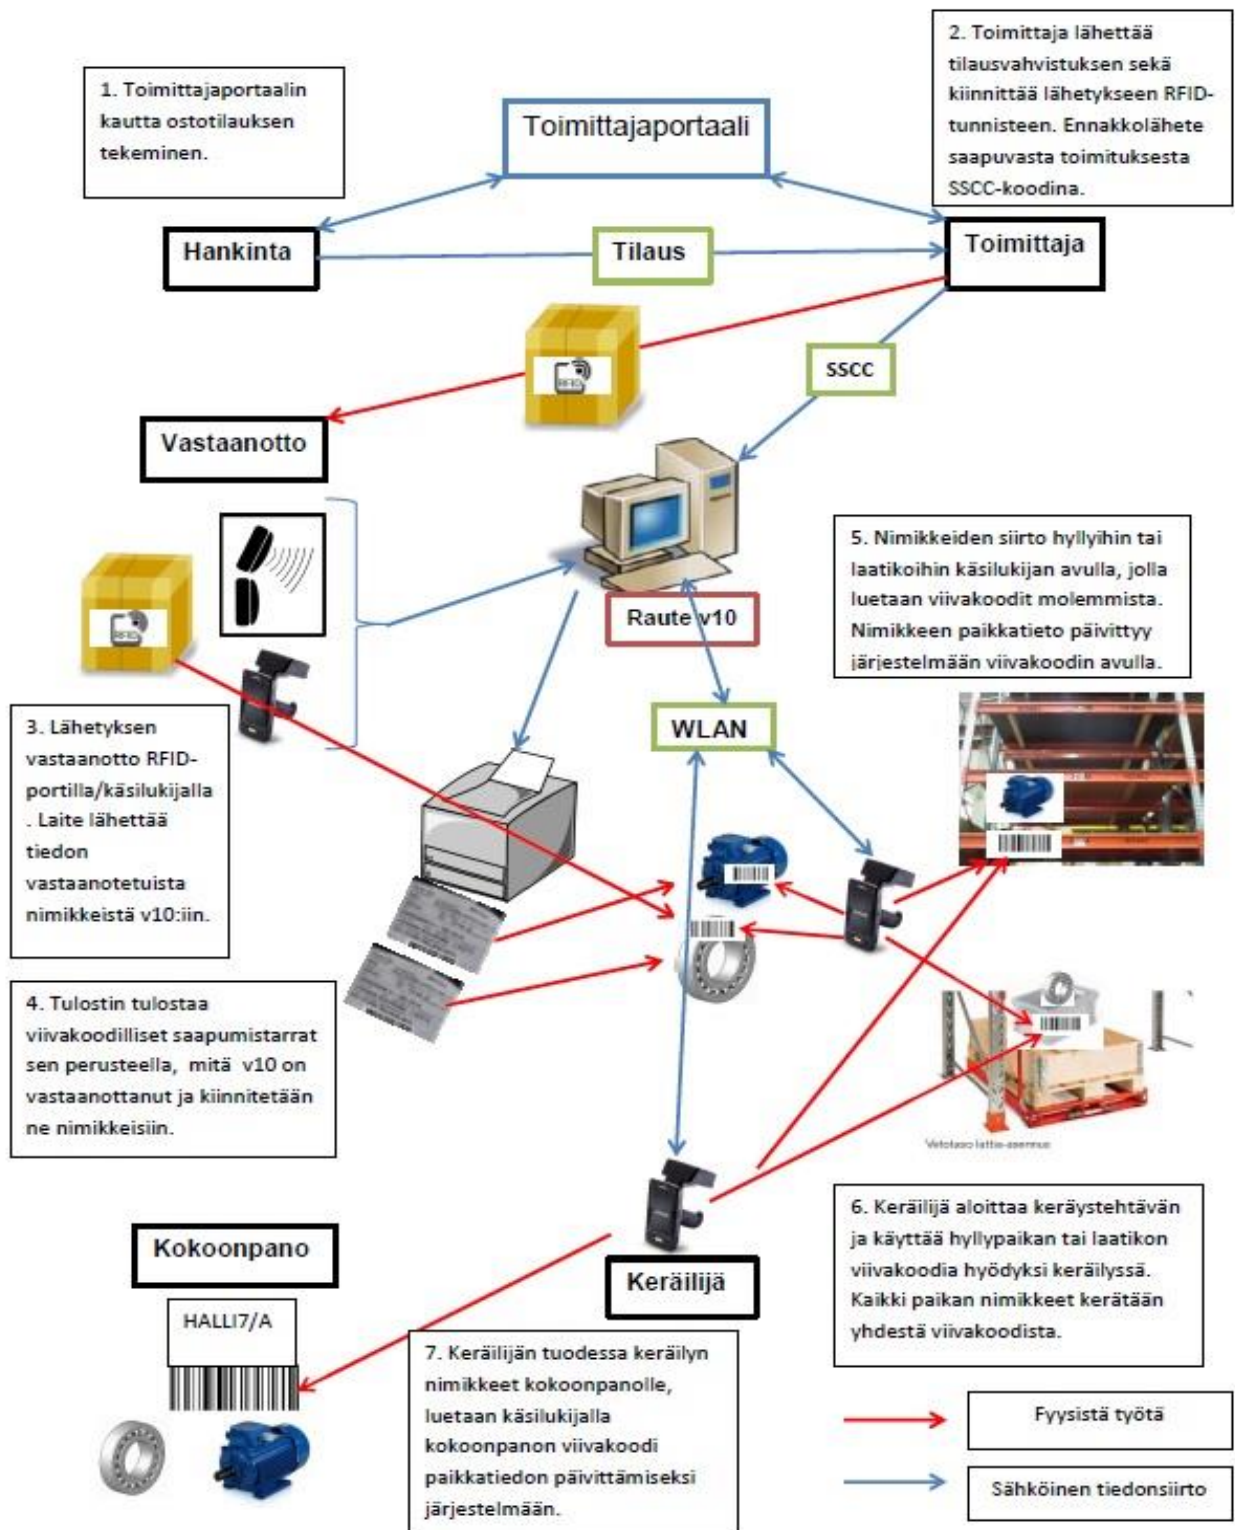 1. Toimittajaportaalin
kautta ostotilauksen
tekeminen.
Toimittajaportaali
2. Toimittaja lähettää
tilausvahvistuksen sekä
kiinnittää lähetykseen RFID-
tunnisteen. Ennakkolähete
saapuvasta toimituksesta
SSCC-koodina.
Hankinta
Tilaus
Toimittaja
RFID
SSCC
Vastaanotto
RFID
Raute v10
5. Nimikkeiden siirto hyllyihin tai
laatikoihin käsilukijan avulla, jolla
luetaan viivakoodit molemmista.
Nimikkeen paikkatieto päivittyy
järjestelmään viivakoodin avulla.
WLAN
3. Lähetyksen
vastaanotto RFID-
portilla/käsilukijalla
. Laite lähettää
tiedon
vastaanotetuista
nimikkeistä v10:iin.
4. Tulostin tulostaa
viivakoodilliset saapumistarrat
sen perusteella, mitä v10 on
vastaanottanut ja kiinnitetään
ne nimikkeisiin.
Vetotaso lattia-asennus
Kokoonpano
HALLI7/A
Keräilijä
6. Keräilijä aloittaa keräystehtävän
ja käyttää hyllypaikan tai laatikon
viivakoodia hyödyksi keräilyssä.
Kaikki paikan nimikkeet kerätään
yhdestä viivakoodista.
7. Keräilijän tuodessa keräilyn
nimikkeet kokoonpanolle,
luetaan käsilukijalla
kokoonpanon viivakoodi
paikkatiedon päivittämiseksi
järjestelmään.
Fyysistä työtä
Sähköinen tiedonsiirto